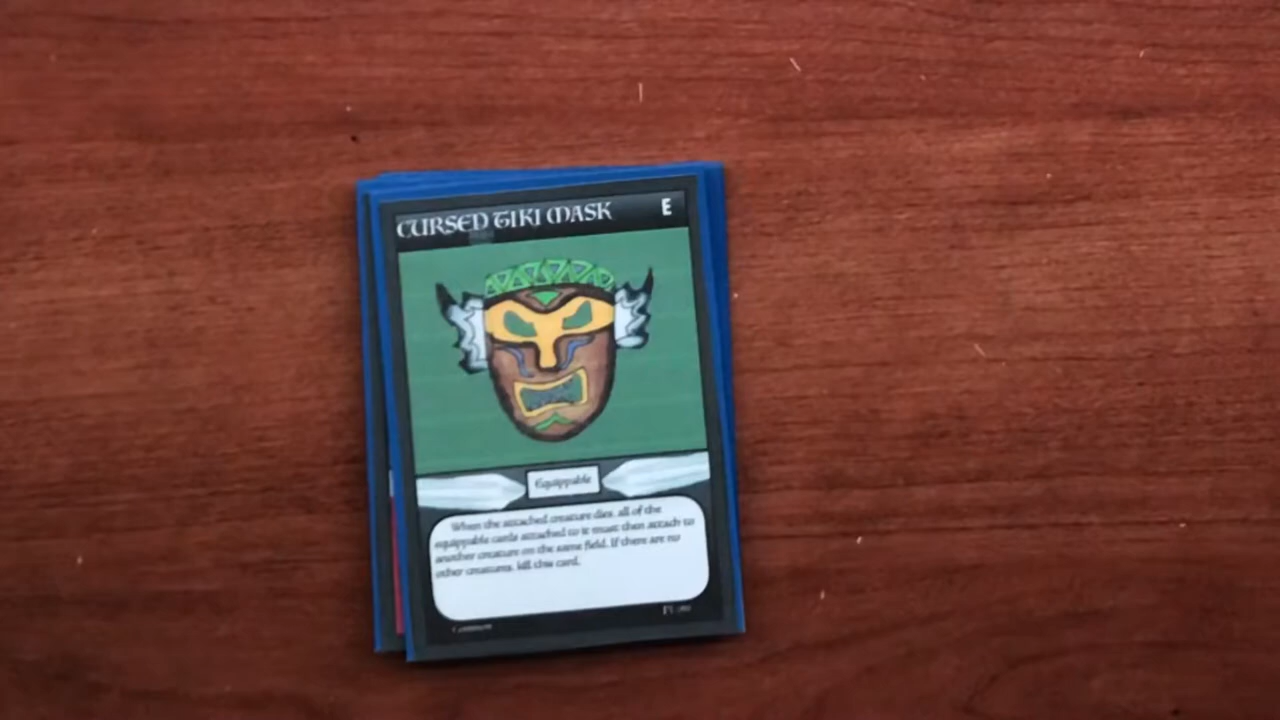 CURSED TIKI MASK E
Equippable
When the attached creature dies, all of the
equippable cards attached to it must then attach to
another creature on the same field. If there are no
other creatures, kill this card.
Common